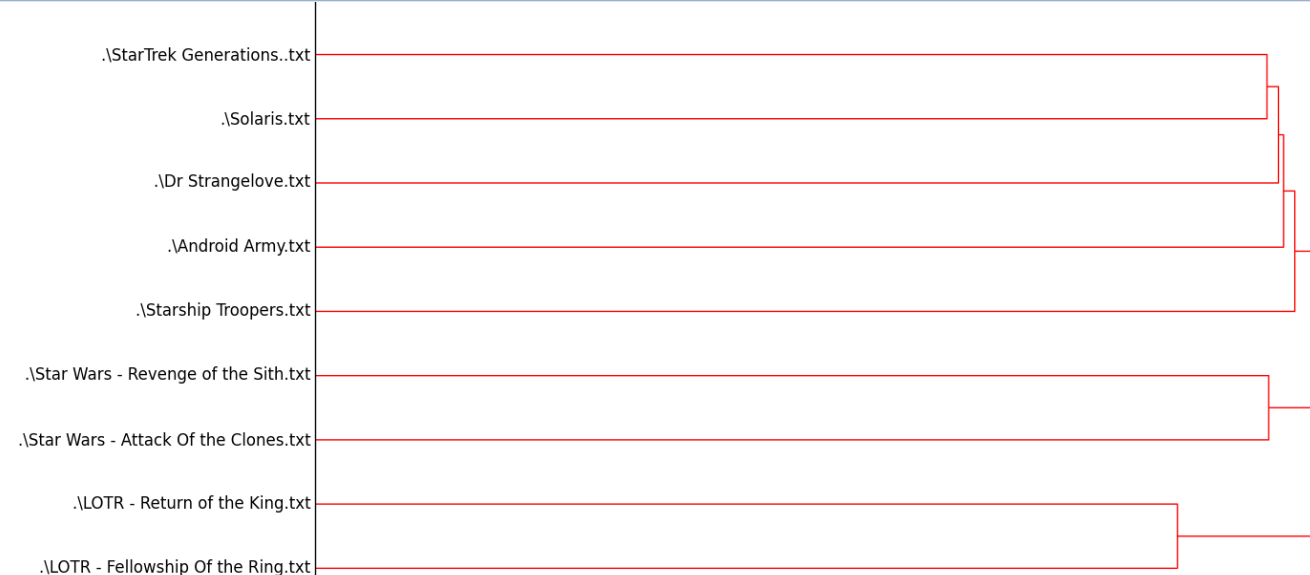 .\StarTrek Generations..txt
.\Solaris.txt
.\Dr Strangelove.txt
.\Android Army.txt
.\Starship Troopers.txt
.\Star Wars - Revenge of the Sith.txt
.\Star Wars - Attack Of the Clones.txt
.\LOTR - Return of the King.txt
.\LOTR - Fellowship Of the Ring.txt